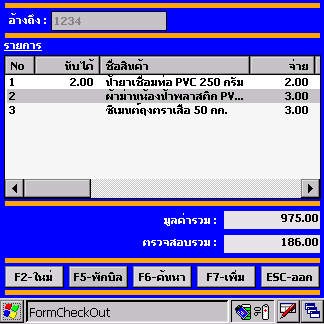 อ้างถึง : 1234
รายการ
No นับได้ ชื่อสินค้า จ่าย
1 2.00 น้ำยาเชื่อมท่อ PVC 250 กรัม 2.00
2 ผ้าม่านห้องน้ำพลาสติก PV... 3.00
3 ซีเมนต์ถุงตราเสือ 50 กก. 3.00
มูลค่ารวม : 975.00
ตรวจสอบรวม : 186.00
F2-ใหม่ F5-พักบิล F6-ค้นหา F7-เพิ่ม ESC-ออก
FormCheckOut